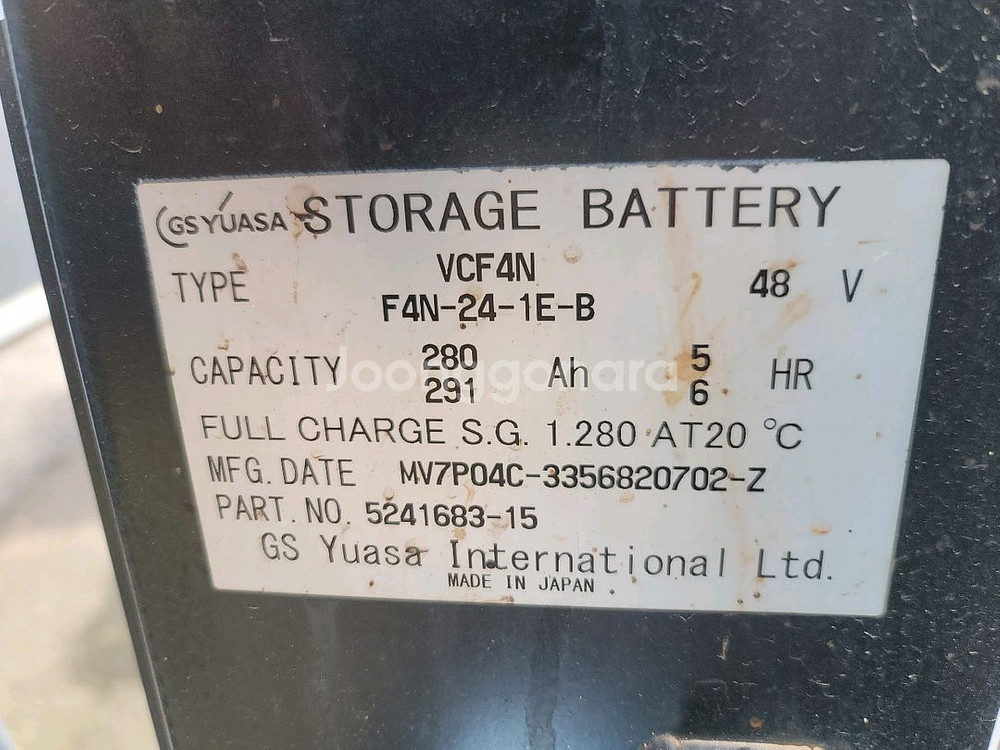 GS YUASA STORAGE BATTERY
TYPE VCF4N 48 V
F4N-24-1E-B
CAPACITY 280 Ah 5 HR
291 6
FULL CHARGE S.G. 1.280 AT20 °C
MFG. DATE MV7P04C-3356820702-Z
PART. NO. 5241683-15
GS Yuasa International Ltd.
MADE IN JAPAN
Joonggonara